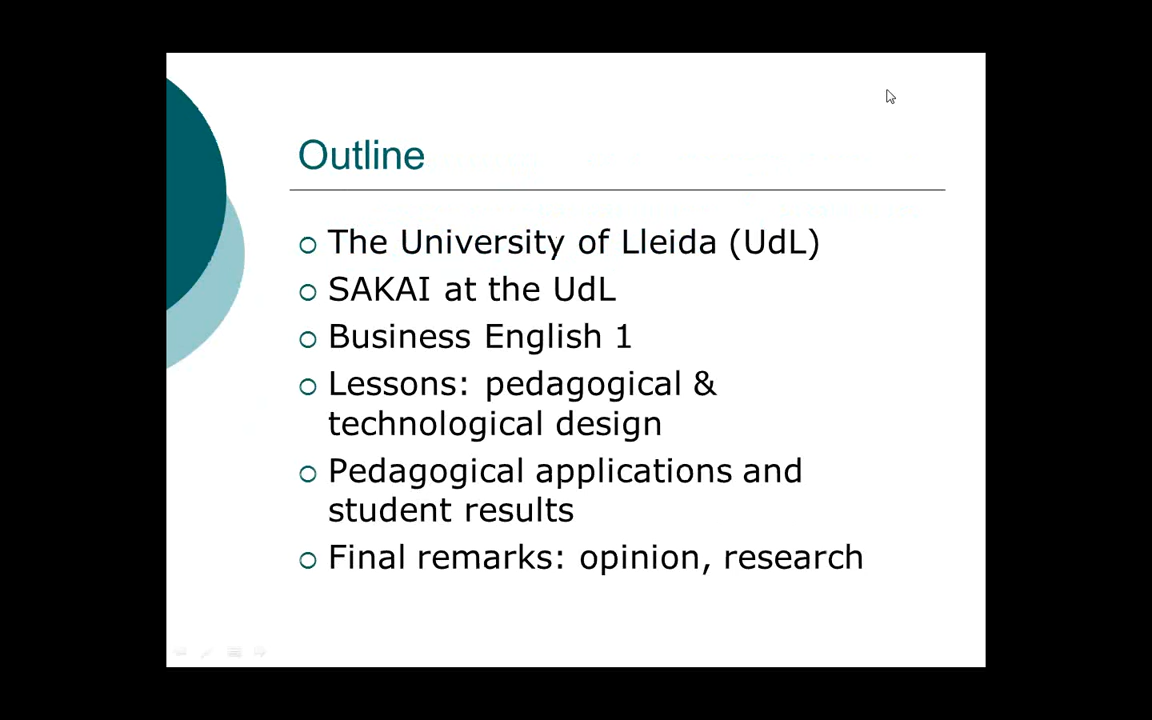 Outline
The University of Lleida (UdL)
SAKAI at the UdL
Business English 1
Lessons: pedagogical &
technological design
Pedagogical applications and
student results
Final remarks: opinion, research